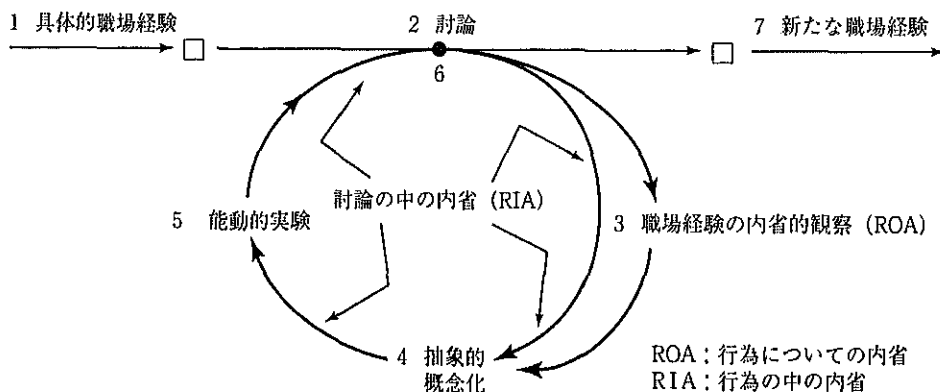 1 具体的職場経験
2 討論
7 新たな職場経験
6
討論の中の内省（RIA）
5 能動的実験
3 職場経験の内省的観察（ROA）
4 抽象的
概念化
ROA：行為についての内省
RIA：行為の中の内省